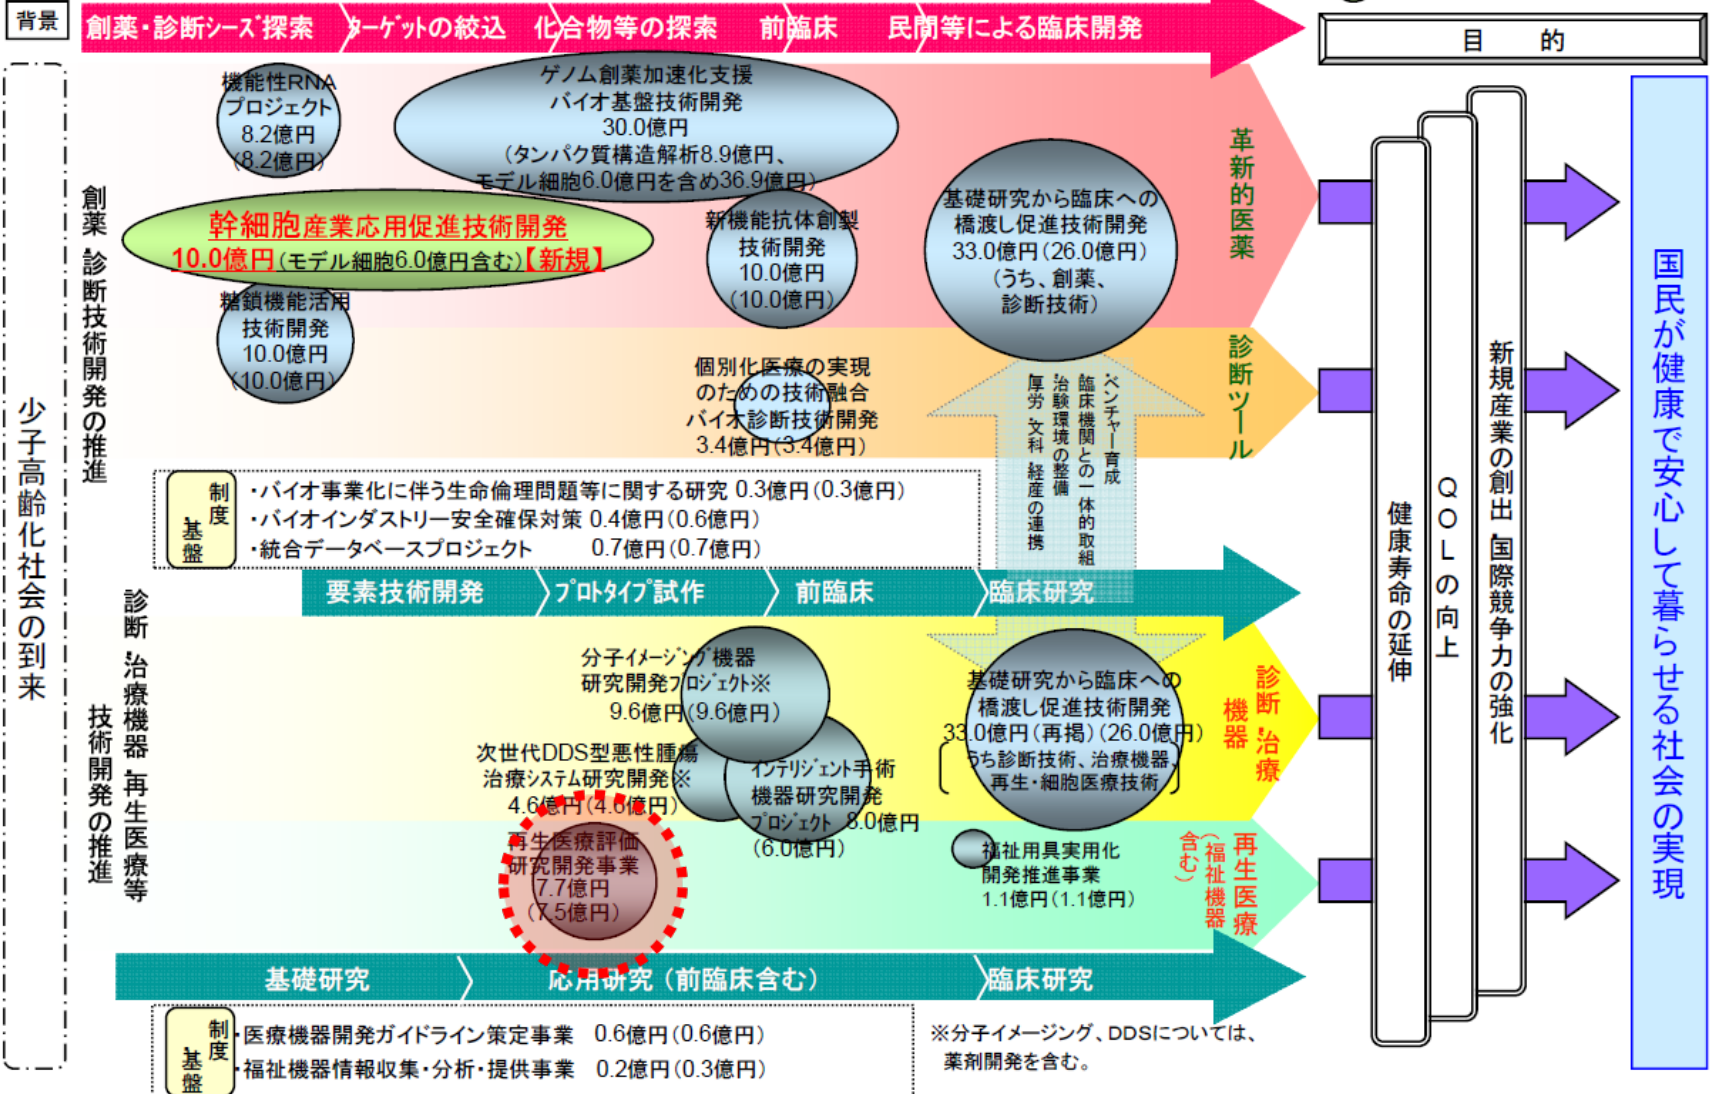 背景
創薬・診断シーズ探索
ターゲットの絞込
化合物等の探索
前臨床
民間等による臨床開発
目　的
少子高齢化社会の到来
創薬・診断技術開発の推進
機能性RNA
プロジェクト
8.2億円
(8.2億円)
ゲノム創薬加速化支援
バイオ基盤技術開発
30.0億円
(タンパク質構造解析8.9億円、
モデル細胞6.0億円を含め36.9億円)
幹細胞産業応用促進技術開発
10.0億円(モデル細胞6.0億円含む)【新規】
新機能抗体創製
技術開発
10.0億円
(10.0億円)
基礎研究から臨床への
橋渡し促進技術開発
33.0億円(26.0億円)
(うち、創薬、
診断技術)
糖鎖機能活用
技術開発
10.0億円
(10.0億円)
個別化医療の実現
のための技術融合
バイオ診断技術開発
3.4億円(3.4億円)
革新的医薬
診断ツール
・ベンチャー育成
・臨床機関との一体的取組
・治験環境の整備
・厚労・文科・経産の連携
制度・
基盤
・バイオ事業化に伴う生命倫理問題等に関する研究 0.3億円(0.3億円)
・バイオインダストリー安全確保対策 0.4億円(0.6億円)
・統合データベースプロジェクト 0.7億円(0.7億円)
要素技術開発
プロトタイプ試作
前臨床
臨床研究
診断・治療機器・再生医療等
技術開発の推進
分子イメージング機器
研究開発プロジェクト※
9.6億円(9.6億円)
次世代DDS型悪性腫瘍
治療システム研究開発※
4.6億円(4.6億円)
インテリジェント手術
機器研究開発
プロジェクト 8.0億円
(6.0億円)
基礎研究から臨床への
橋渡し促進技術開発
33.0億円(再掲)(26.0億円)
うち診断技術、治療機器、
再生・細胞医療技術
再生医療評価
研究開発事業
7.7億円
(7.5億円)
福祉用具実用化
開発推進事業
1.1億円(1.1億円)
診断・治療
機器
再生医療
(福祉機器
含む)
基礎研究
応用研究(前臨床含む)
臨床研究
制度・
基盤
・医療機器開発ガイドライン策定事業 0.6億円(0.6億円)
・福祉機器情報収集・分析・提供事業 0.2億円(0.3億円)
※分子イメージング、DDSについては、
薬剤開発を含む。
健康寿命の延伸
QOLの向上
新規産業の創出・国際競争力の強化
国民が健康で安心して暮らせる社会の実現